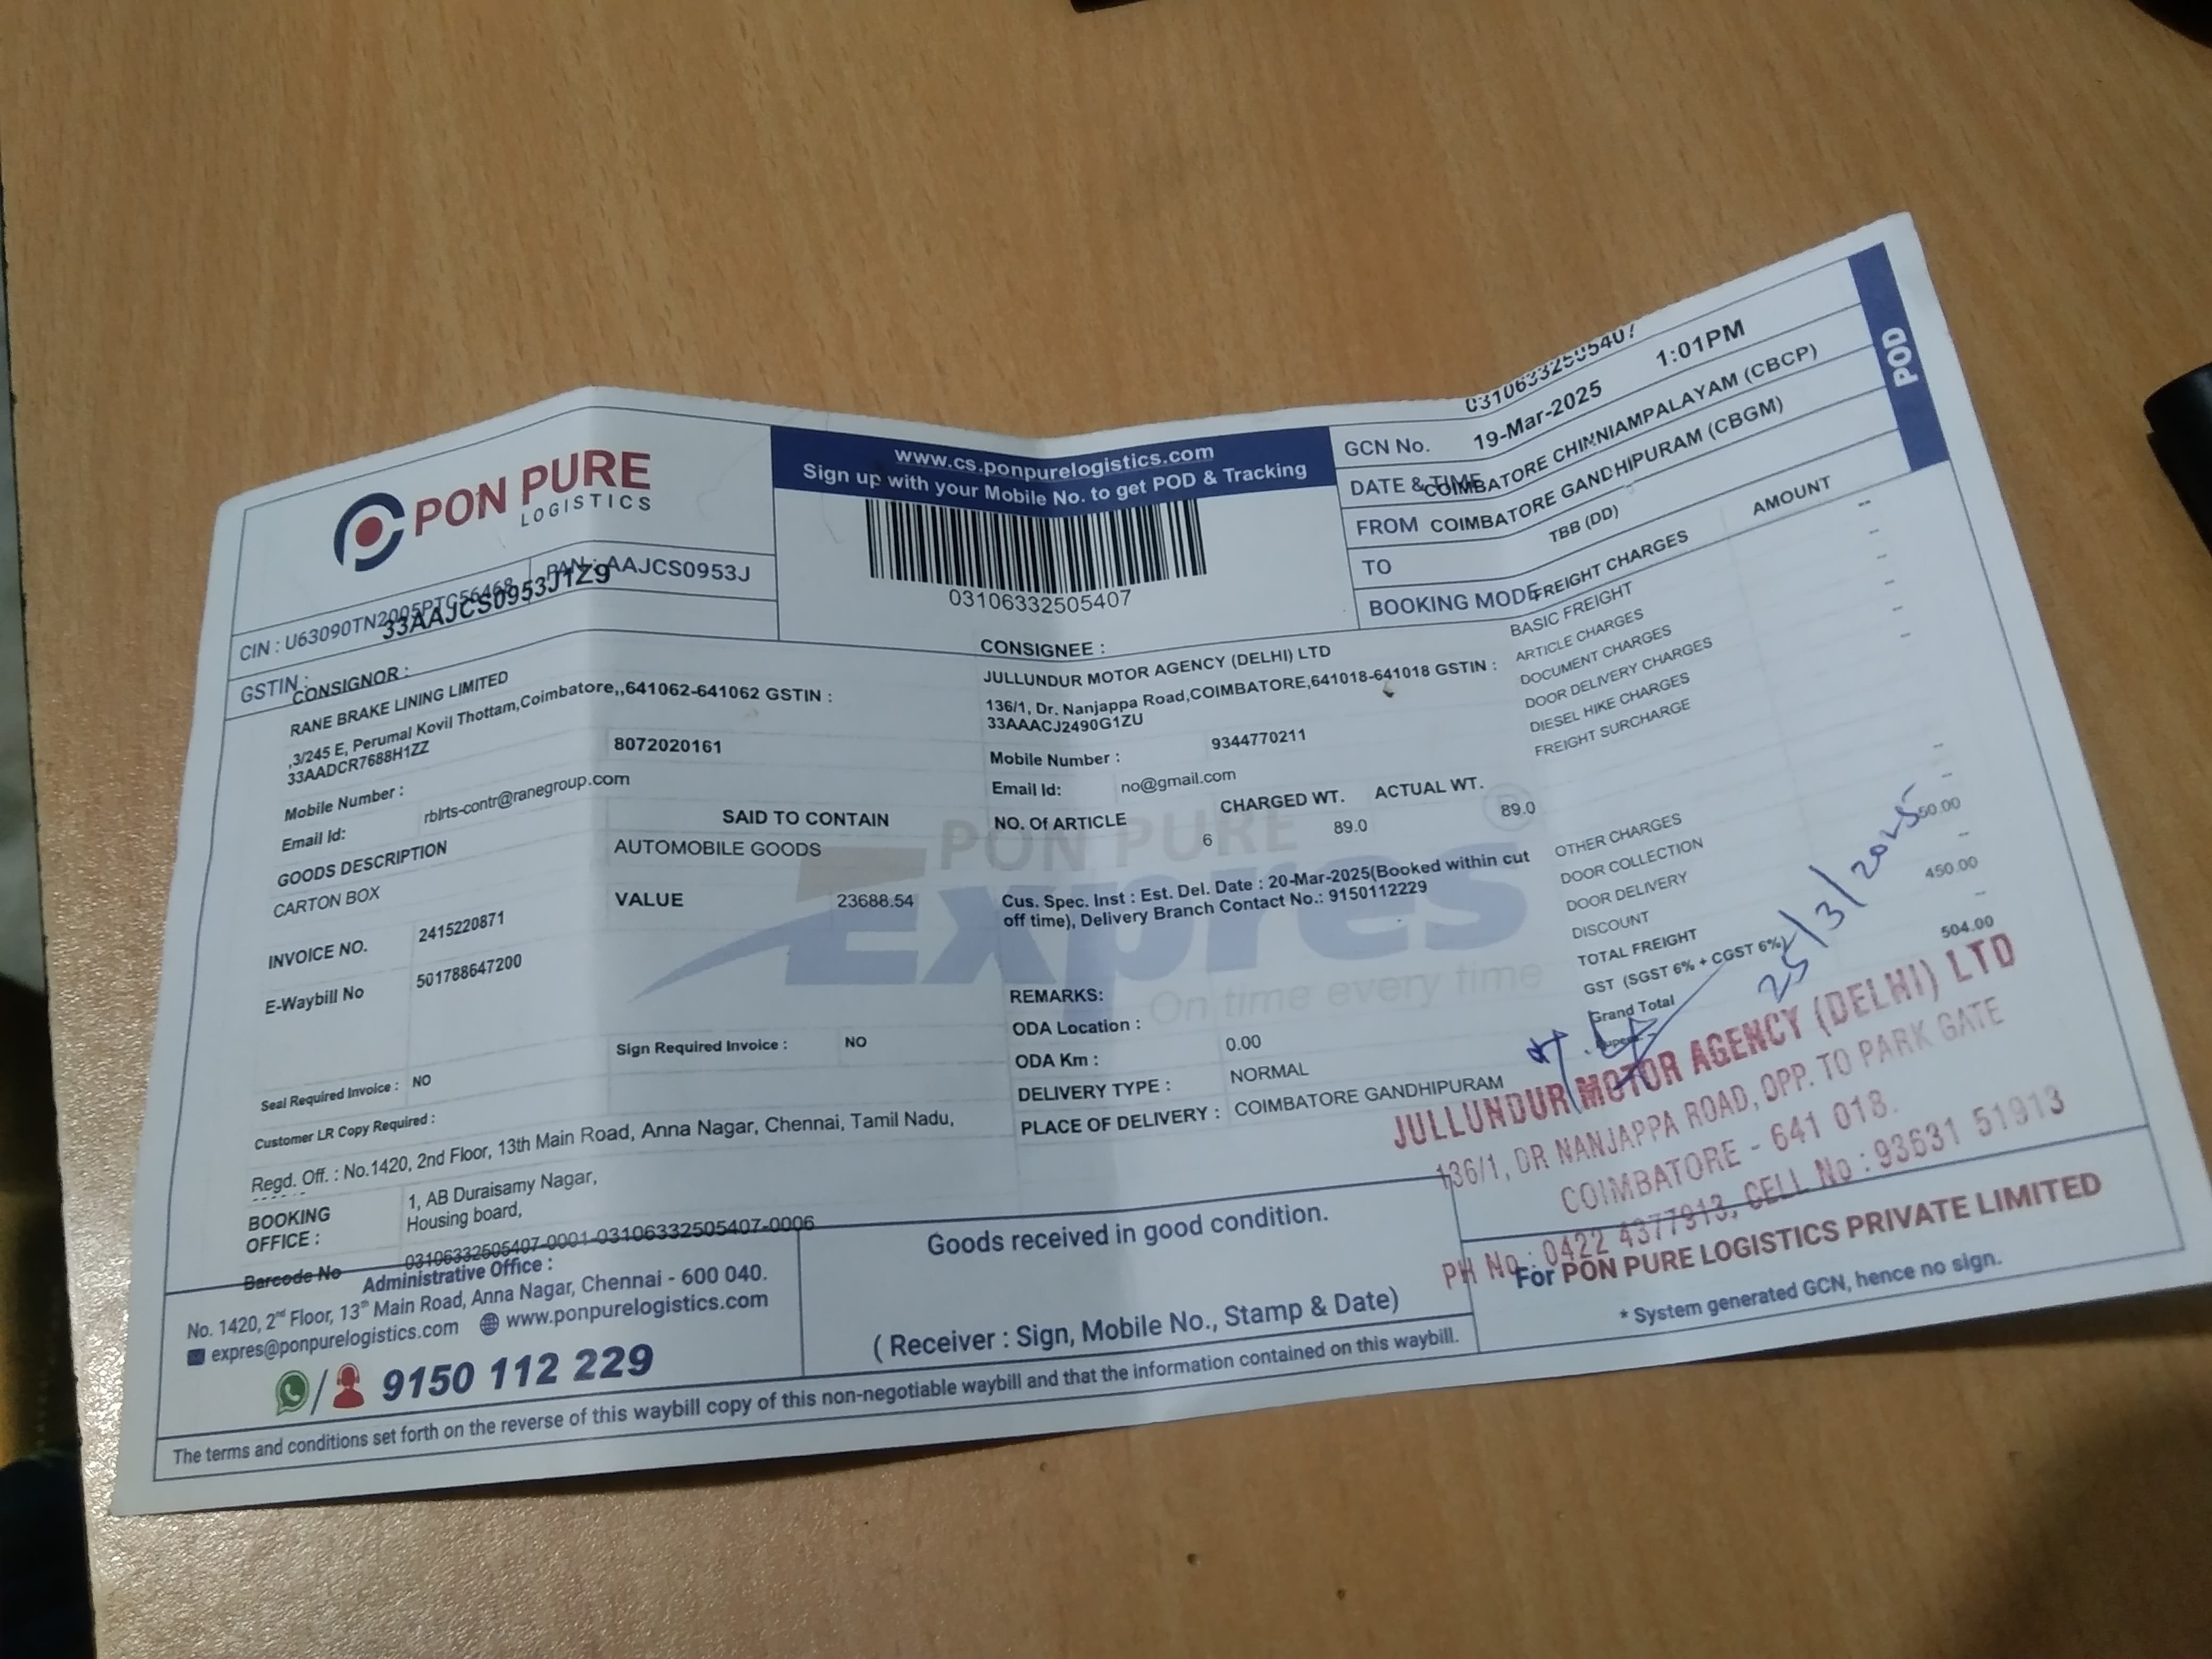 PON PURE
LOGISTICS
CIN : U63090TN2005PTC56468 PAN : AAJCS0953J
GSTIN : 33AAJCS0953J1Z9
www.cs.ponpurelogistics.com
Sign up with your Mobile No. to get POD & Tracking
03106332505407
GCN No. 03106332505407
DATE & TIME 19-Mar-2025 1:01PM
FROM COIMBATORE CHINNIAMPALAYAM (CBCP)
TO COIMBATORE GANDHIPURAM (CBGM)
BOOKING MODE TBB (DD)
POD
CONSIGNOR :
RANE BRAKE LINING LIMITED
,3/245 E, Perumal Kovil Thottam,Coimbatore,,641062-641062 GSTIN :
33AADCR7688H1ZZ
Mobile Number : 8072020161
Email Id: rblrts-contr@ranegroup.com
CONSIGNEE :
JULLUNDUR MOTOR AGENCY (DELHI) LTD
136/1, Dr. Nanjappa Road,COIMBATORE,641018-641018 GSTIN :
33AAACJ2490G1ZU
Mobile Number : 9344770211
Email Id: no@gmail.com
GOODS DESCRIPTION SAID TO CONTAIN
CARTON BOX AUTOMOBILE GOODS
INVOICE NO. 2415220871 VALUE 23688.54
E-Waybill No 501788647200
Seal Required Invoice : NO Sign Required Invoice : NO
Customer LR Copy Required :
NO. Of ARTICLE CHARGED WT. ACTUAL WT.
6 89.0 89.0
PON PURE
Expres
On time every time
Cus. Spec. Inst : Est. Del. Date : 20-Mar-2025(Booked within cut
off time), Delivery Branch Contact No.: 9150112229
REMARKS:
ODA Location :
ODA Km : 0.00
DELIVERY TYPE : NORMAL
PLACE OF DELIVERY : COIMBATORE GANDHIPURAM
FREIGHT CHARGES AMOUNT
BASIC FREIGHT --
ARTICLE CHARGES --
DOCUMENT CHARGES --
DOOR DELIVERY CHARGES --
DIESEL HIKE CHARGES --
FREIGHT SURCHARGE --
OTHER CHARGES --
DOOR COLLECTION --
DOOR DELIVERY 50.00
DISCOUNT --
TOTAL FREIGHT 450.00
GST (SGST 6% + CGST 6%) --
Grand Total 504.00
25/3/2025
JULLUNDUR MOTOR AGENCY (DELHI) LTD
136/1, DR NANJAPPA ROAD, OPP. TO PARK GATE
COIMBATORE - 641 018.
PH No : 0422 4377913, CELL No : 93631 51913
Regd. Off. : No.1420, 2nd Floor, 13th Main Road, Anna Nagar, Chennai, Tamil Nadu,
BOOKING OFFICE : 1, AB Duraisamy Nagar,
Housing board,
Barcode No 03106332505407-0001-03106332505407-0006
Administrative Office :
No. 1420, 2nd Floor, 13th Main Road, Anna Nagar, Chennai - 600 040.
expres@ponpurelogistics.com www.ponpurelogistics.com
9150 112 229
Goods received in good condition.
( Receiver : Sign, Mobile No., Stamp & Date)
For PON PURE LOGISTICS PRIVATE LIMITED
* System generated GCN, hence no sign.
The terms and conditions set forth on the reverse of this waybill copy of this non-negotiable waybill and that the information contained on this waybill.